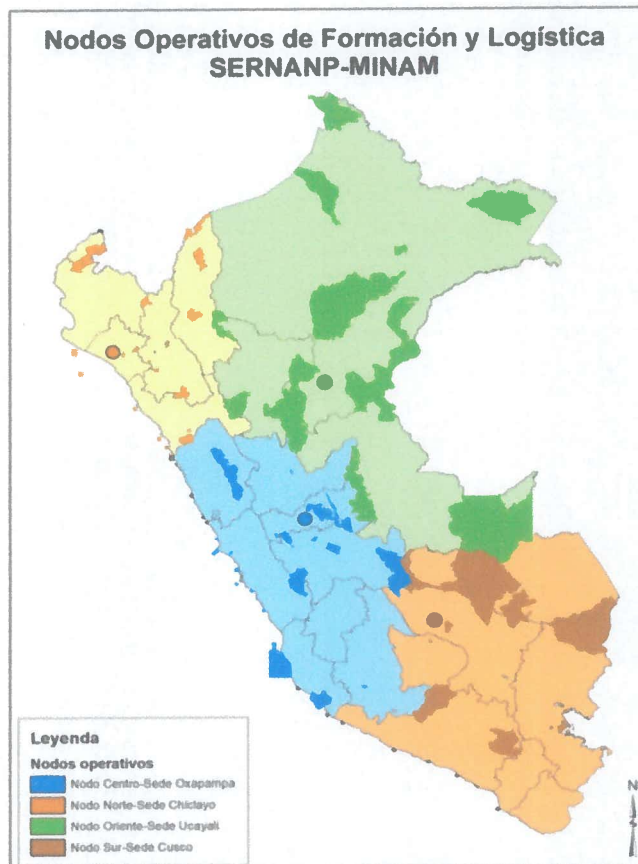 Nodos Operativos de Formación y Logística
SERNANP-MINAM
Leyenda
Nodos operativos
Nodo Centro-Sede Oxapampa
Nodo Norte-Sede Chiclayo
Nodo Oriente-Sede Ucayali
Nodo Sur-Sede Cusco
N